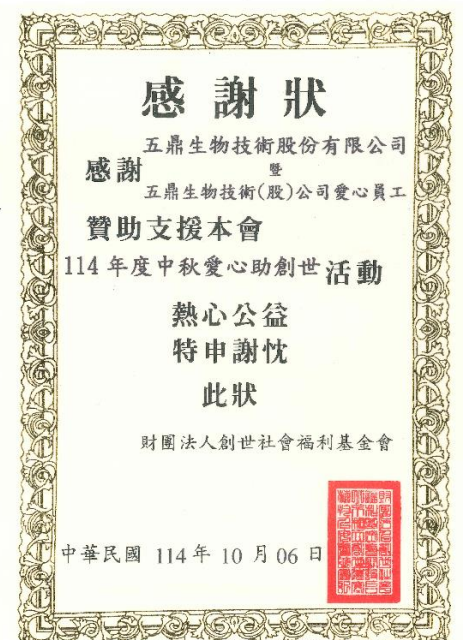 感謝狀
五鼎生物技術股份有限公司
感謝 暨
五鼎生物技術(股)公司愛心員工
贊助支援本會
114 年度中秋愛心助創世活動
熱心公益
特申謝忱
此狀
財團法人創世社會福利基金會
中華民國 114 年 10 月 06 日